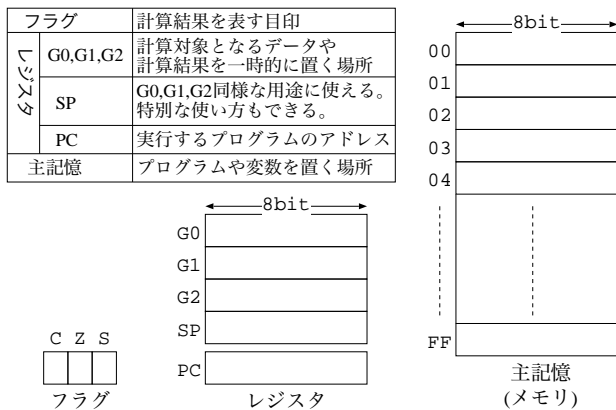 フラグ 計算結果を表す目印
レジスタ
G0,G1,G2 計算対象となるデータや
計算結果を一時的に置く場所
SP G0,G1,G2同様な用途に使える。
特別な使い方もできる。
PC 実行するプログラムのアドレス
主記憶 プログラムや変数を置く場所
8bit
G0
G1
G2
SP
PC
レジスタ
C Z S
フラグ
8bit
00
01
02
03
04
FF
主記憶
(メモリ)